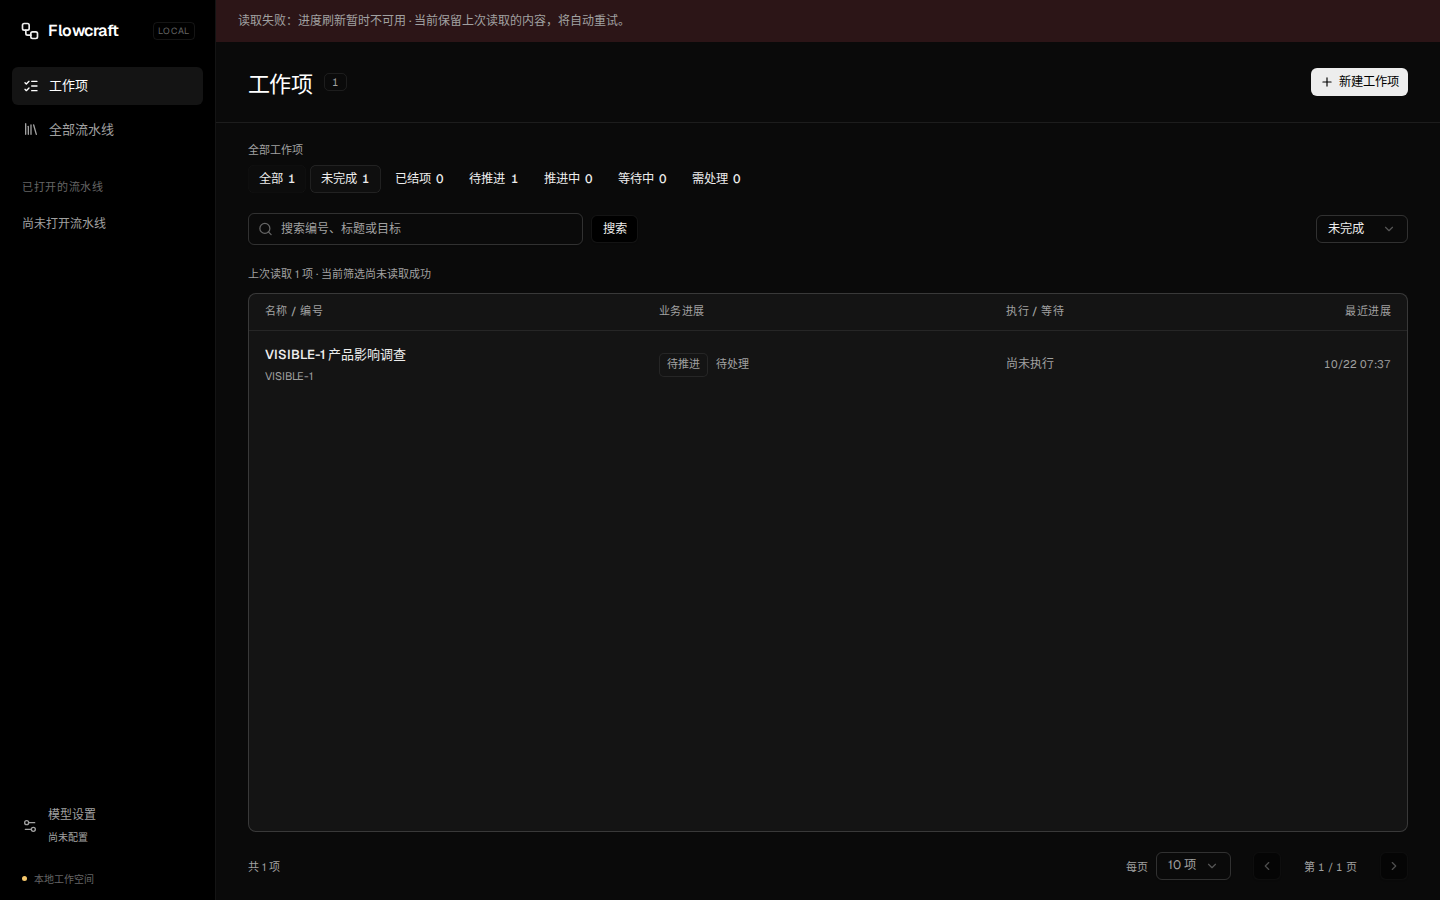 Flowcraft LOCAL
工作项
全部流水线
已打开的流水线
尚未打开流水线
模型设置
尚未配置
本地工作空间
读取失败：进度刷新暂时不可用 · 当前保留上次读取的内容，将自动重试。
工作项 1
新建工作项
全部工作项
全部 1 未完成 1 已结项 0 待推进 1 推进中 0 等待中 0 需处理 0
搜索编号、标题或目标 搜索 未完成
上次读取 1 项 · 当前筛选尚未读取成功
名称 / 编号 业务进展 执行 / 等待 最近进展
VISIBLE-1 产品影响调查
VISIBLE-1
待推进 待处理 尚未执行 10/22 07:37
共 1 项 每页 10 项 第 1 / 1 页